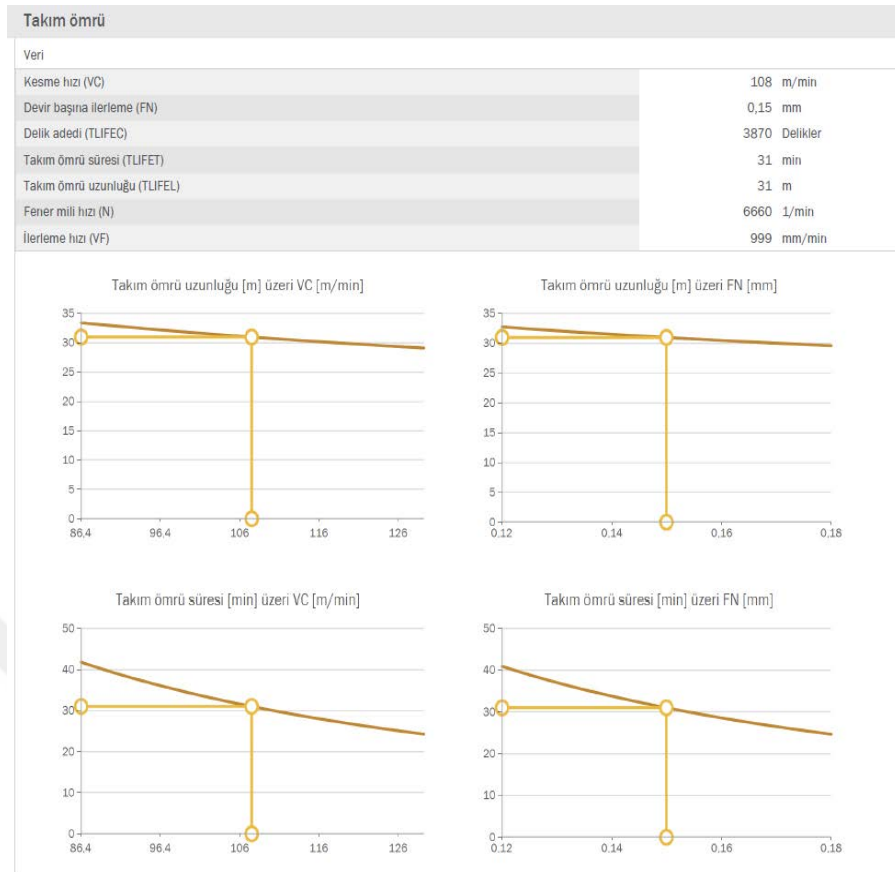 Takım ömrü
Veri
Kesme hızı (VC) 108 m/min
Devir başına ilerleme (FN) 0,15 mm
Delik adedi (TLIFEC) 3870 Delikler
Takım ömrü süresi (TLIFET) 31 min
Takım ömrü uzunluğu (TLIFEL) 31 m
Fener mili hızı (N) 6660 1/min
İlerleme hızı (VF) 999 mm/min
Takım ömrü uzunluğu [m] üzeri VC [m/min]
35
30
25
20
15
10
5
0
86,4 96,4 106 116 126
Takım ömrü uzunluğu [m] üzeri FN [mm]
35
30
25
20
15
10
5
0
0,12 0,14 0,16 0,18
Takım ömrü süresi [min] üzeri VC [m/min]
50
40
30
20
10
0
86,4 96,4 106 116 126
Takım ömrü süresi [min] üzeri FN [mm]
50
40
30
20
10
0
0,12 0,14 0,16 0,18